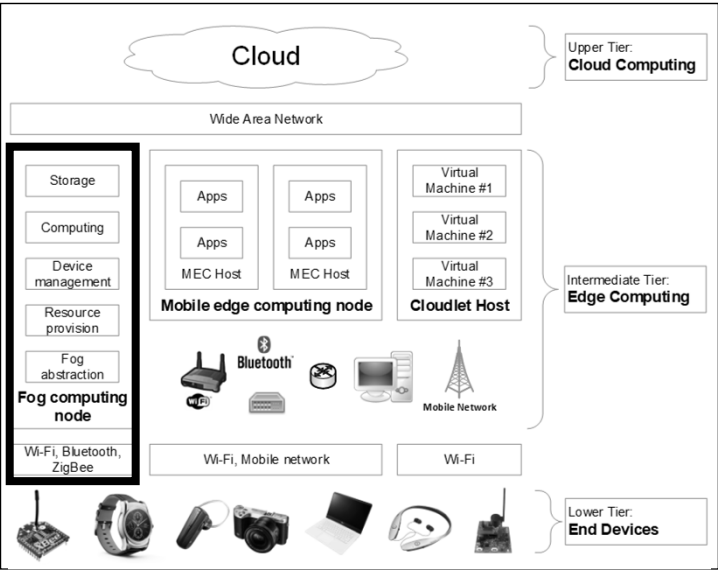 Cloud
Upper Tier:
Cloud Computing
Wide Area Network
Storage
Computing
Device
management
Resource
provision
Fog
abstraction
Fog computing
node
Wi-Fi, Bluetooth,
ZigBee
Apps
Apps
MEC Host
Apps
Apps
MEC Host
Mobile edge computing node
Virtual
Machine #1
Virtual
Machine #2
Virtual
Machine #3
Cloudlet Host
Intermediate Tier:
Edge Computing
Bluetooth®
Wi Fi
Mobile Network
Wi-Fi, Mobile network
Wi-Fi
Lower Tier:
End Devices